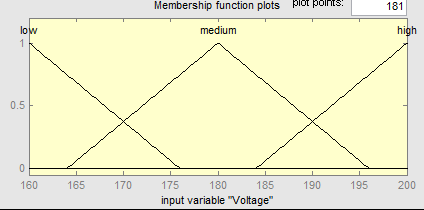 Membership function plots plot points: 181
low medium high
1
0.5
0
160 165 170 175 180 185 190 195 200
input variable "Voltage"